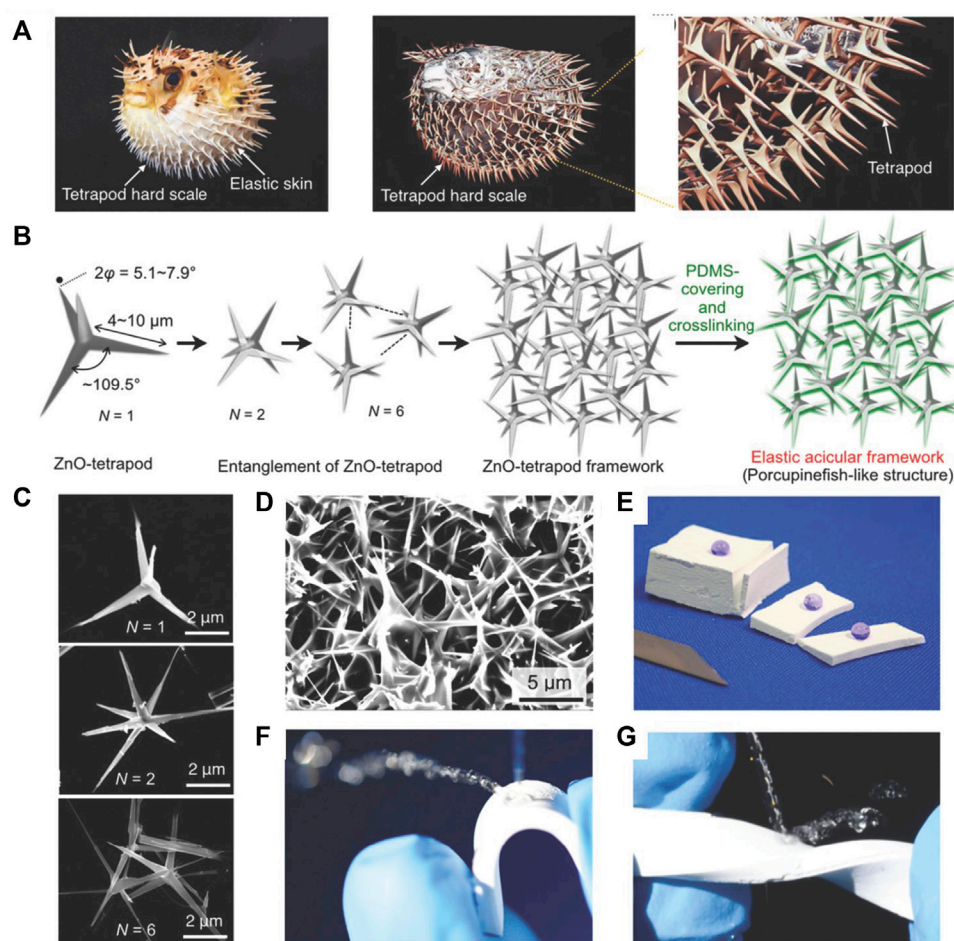 A
Tetrapod hard scale
Elastic skin
Tetrapod hard scale
Tetrapod
B
2φ = 5.1~7.9°
4~10 μm
~109.5°
N = 1
N = 2
N = 6
PDMS-
covering
and
crosslinking
ZnO-tetrapod
Entanglement of ZnO-tetrapod
ZnO-tetrapod framework
Elastic acicular framework
(Porcupinefish-like structure)
C
N = 1
2 μm
N = 2
2 μm
N = 6
2 μm
D
5 μm
E
F
G